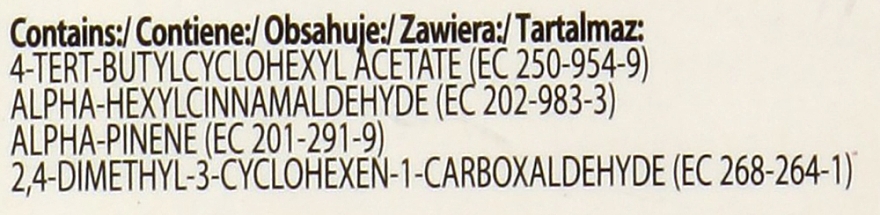 Contains:/ Contiene:/ Obsahuje:/ Zawiera:/ Tartalmaz:
4-TERT-BUTYLCYCLOHEXYL ACETATE (EC 250-954-9)
ALPHA-HEXYLCINNAMALDEHYDE (EC 202-983-3)
ALPHA-PINENE (EC 201-291-9)
2,4-DIMETHYL-3-CYCLOHEXEN-1-CARBOXALDEHYDE (EC 268-264-1)